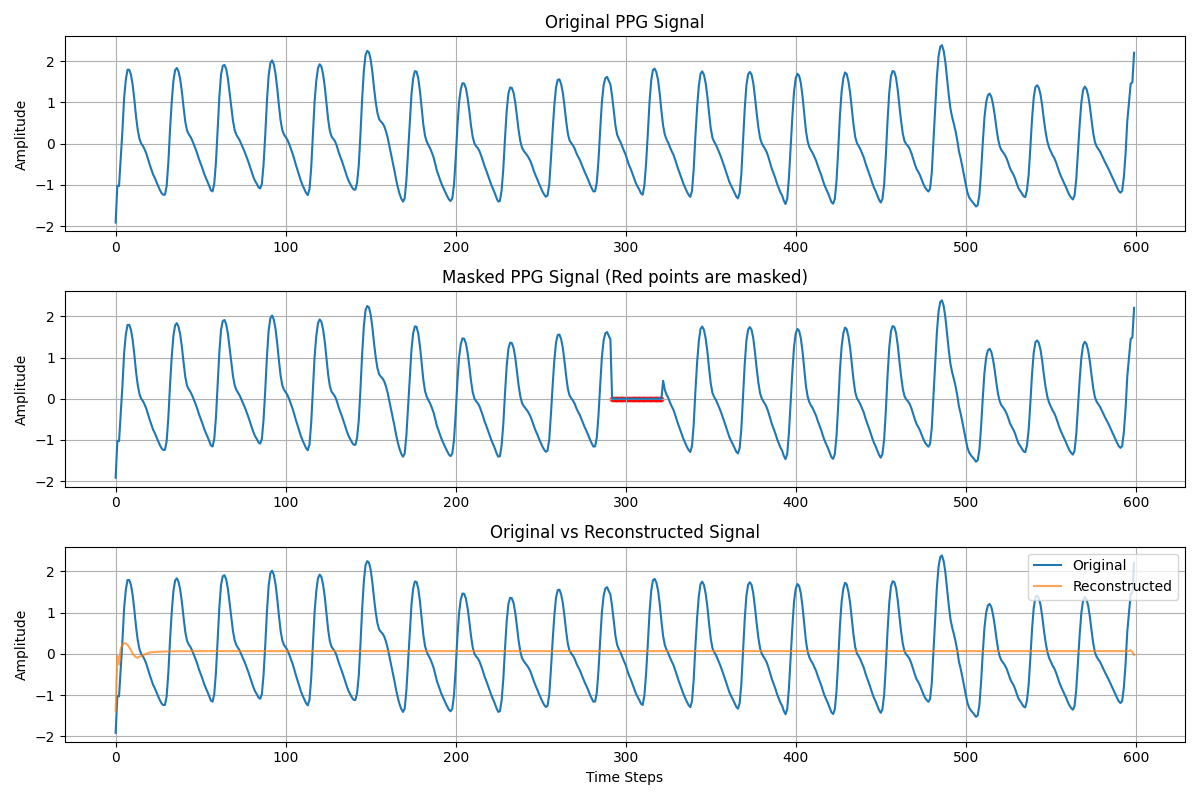 Original PPG Signal
Amplitude
2
1
0
−1
−2
0 100 200 300 400 500 600
Masked PPG Signal (Red points are masked)
Amplitude
2
1
0
−1
−2
0 100 200 300 400 500 600
Original vs Reconstructed Signal
Amplitude
2
1
0
−1
−2
Original
Reconstructed
0 100 200 300 400 500 600
Time Steps